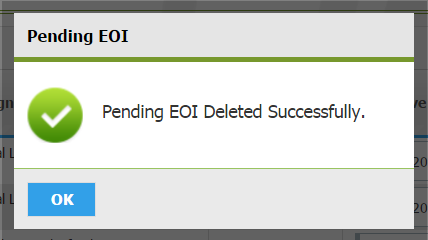 Pending EOI
Pending EOI Deleted Successfully.
OK